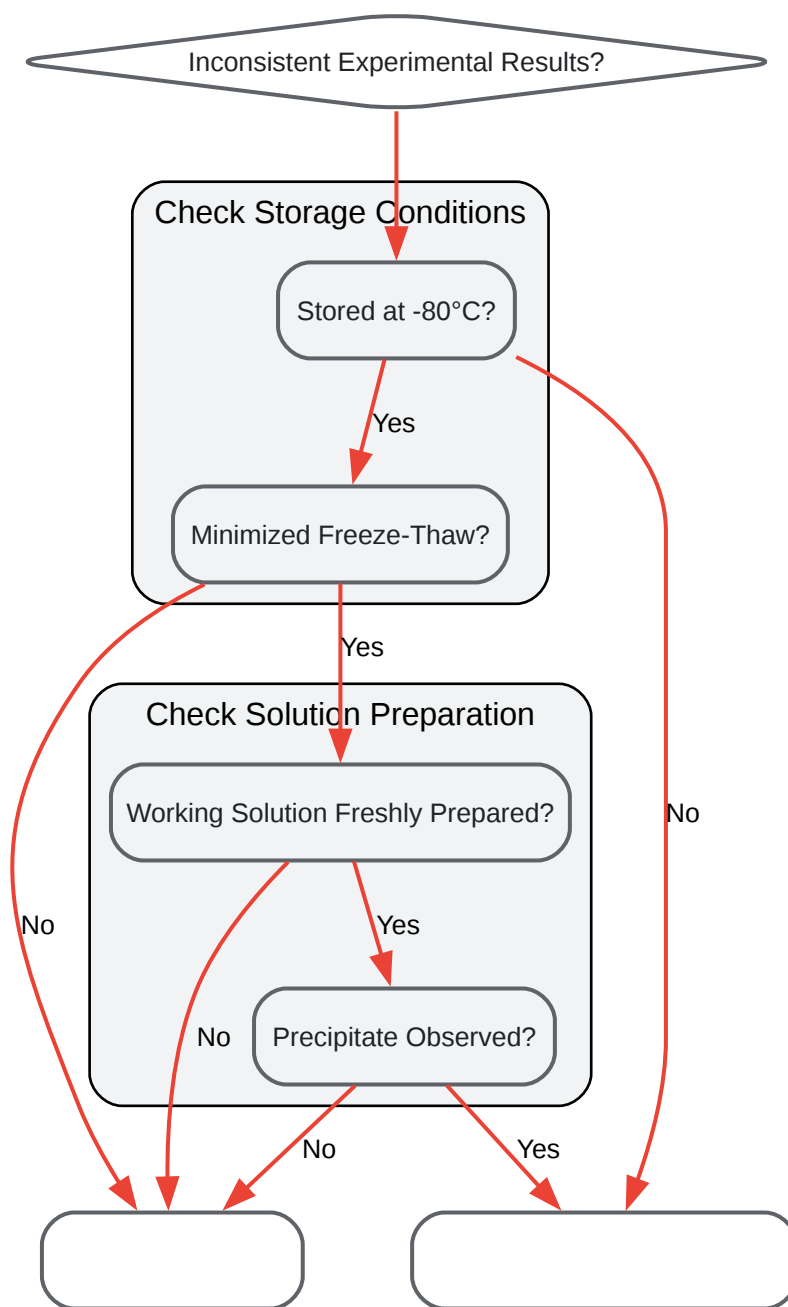 Inconsistent Experimental Results?
Check Storage Conditions
Stored at -80°C?
Yes
Minimized Freeze-Thaw?
Yes
Check Solution Preparation
Working Solution Freshly Prepared?
No
No
Yes
No
Precipitate Observed?
No
Yes